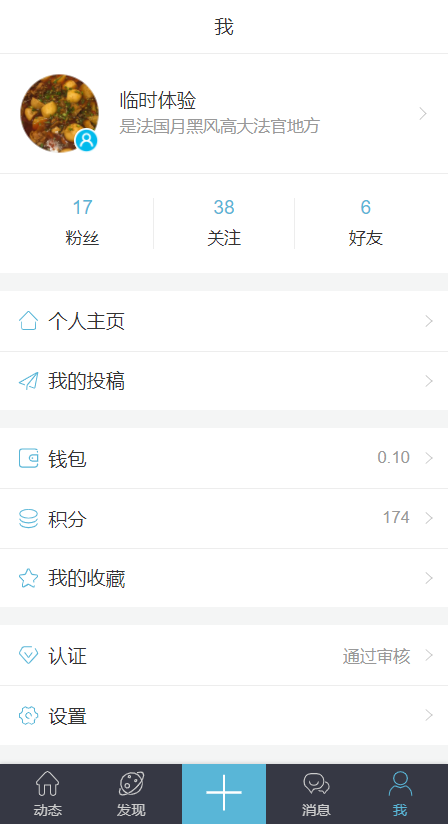 我
临时体验
是法国月黑风高大法官地方
17
38
6
粉丝
关注
好友
个人主页
我的投稿
钱包
0.10
积分
174
我的收藏
认证
通过审核
设置
动态
发现
消息
我